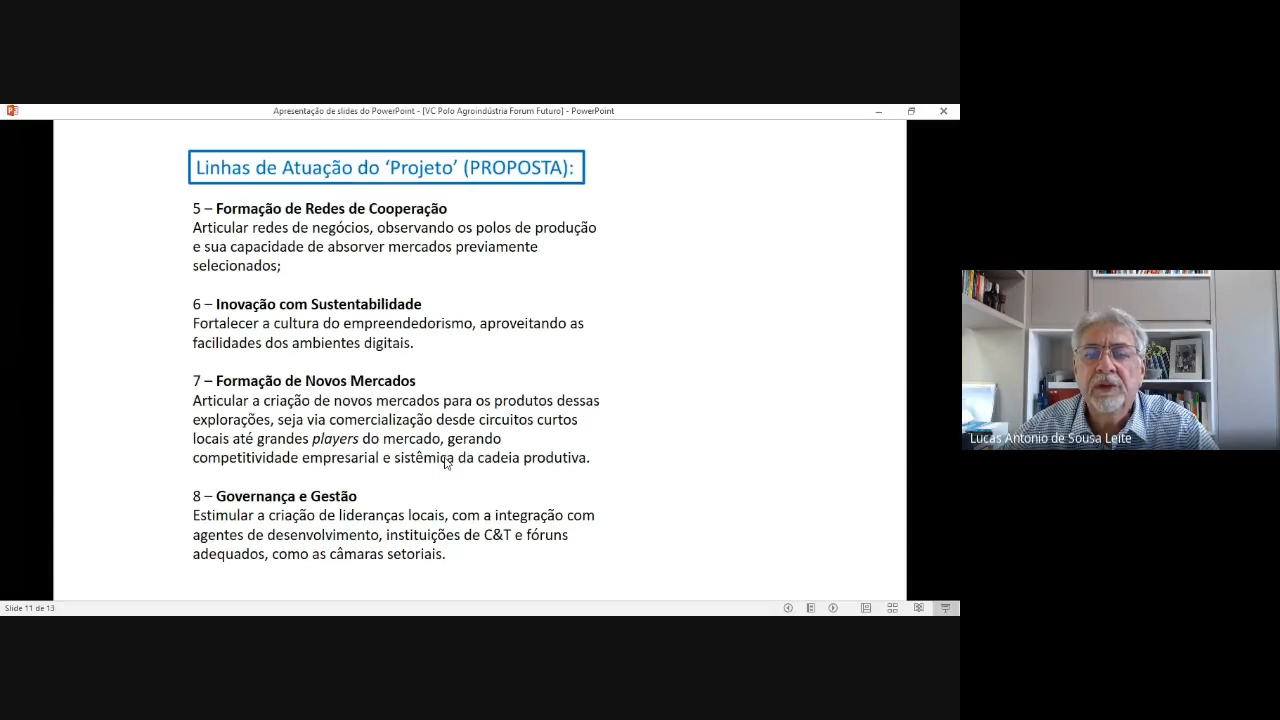 Apresentação de slides do PowerPoint - [VC Polo Agroindústria Forum Futuro] - PowerPoint
Linhas de Atuação do ‘Projeto’ (PROPOSTA):
5 – Formação de Redes de Cooperação
Articular redes de negócios, observando os polos de produção
e sua capacidade de absorver mercados previamente
selecionados;
6 – Inovação com Sustentabilidade
Fortalecer a cultura do empreendedorismo, aproveitando as
facilidades dos ambientes digitais.
7 – Formação de Novos Mercados
Articular a criação de novos mercados para os produtos dessas
explorações, seja via comercialização desde circuitos curtos
locais até grandes players do mercado, gerando
competitividade empresarial e sistêmica da cadeia produtiva.
8 – Governança e Gestão
Estimular a criação de lideranças locais, com a integração com
agentes de desenvolvimento, instituições de C&T e fóruns
adequados, como as câmaras setoriais.
Slide 11 de 13
Lucas Antonio de Sousa Leite